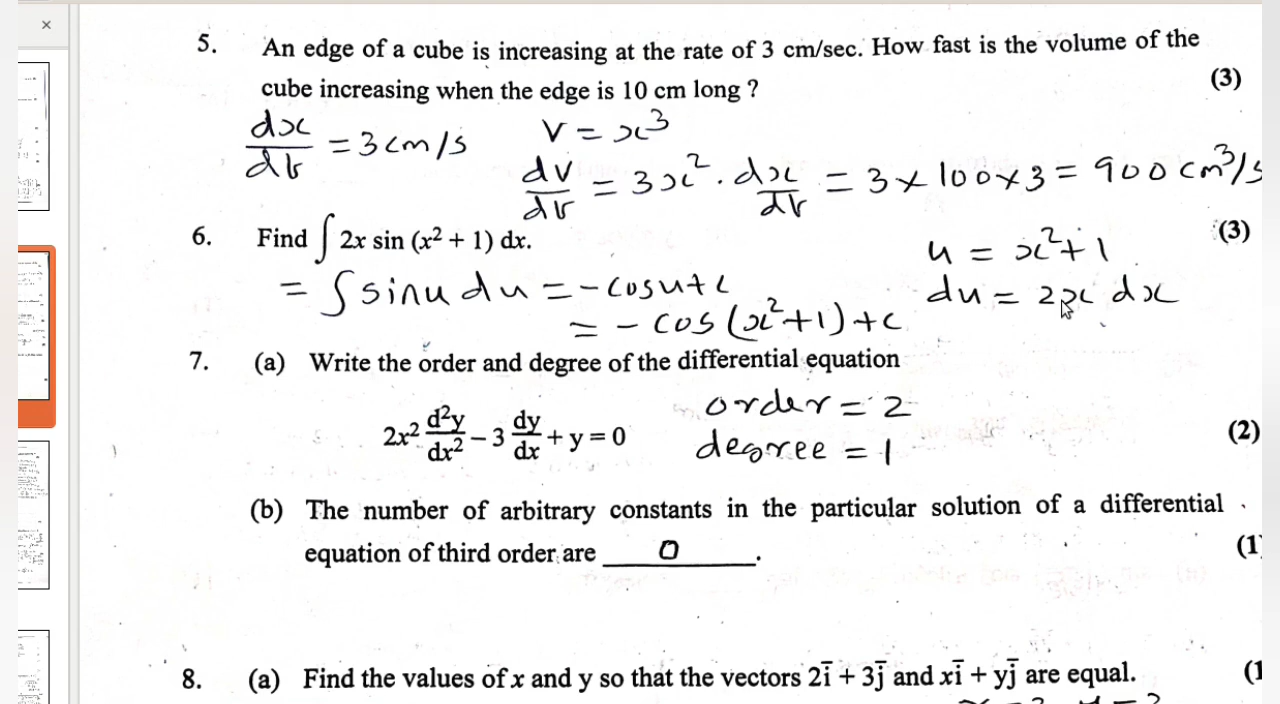 ×
5. An edge of a cube is increasing at the rate of 3 cm/sec. How fast is the volume of the
cube increasing when the edge is 10 cm long ?
(3)
dx/dt = 3 cm/s
V = x³
dv/dt = 3x² . dx/dt = 3 × 100 × 3 = 900 cm³/s
6. Find ∫ 2x sin (x² + 1) dx.
(3)
u = x²+1
= ∫ sinu du = - cosu+c
du = 2x dx
= - cos (x²+1) + c
7. (a) Write the order and degree of the differential equation
order = 2
2x² d²y/dx² – 3 dy/dx + y = 0
degree = 1
(2)
(b) The number of arbitrary constants in the particular solution of a differential
equation of third order are 0.
(1)
8. (a) Find the values of x and y so that the vectors 2i̅ + 3j̅ and xi̅ + yj̅ are equal.